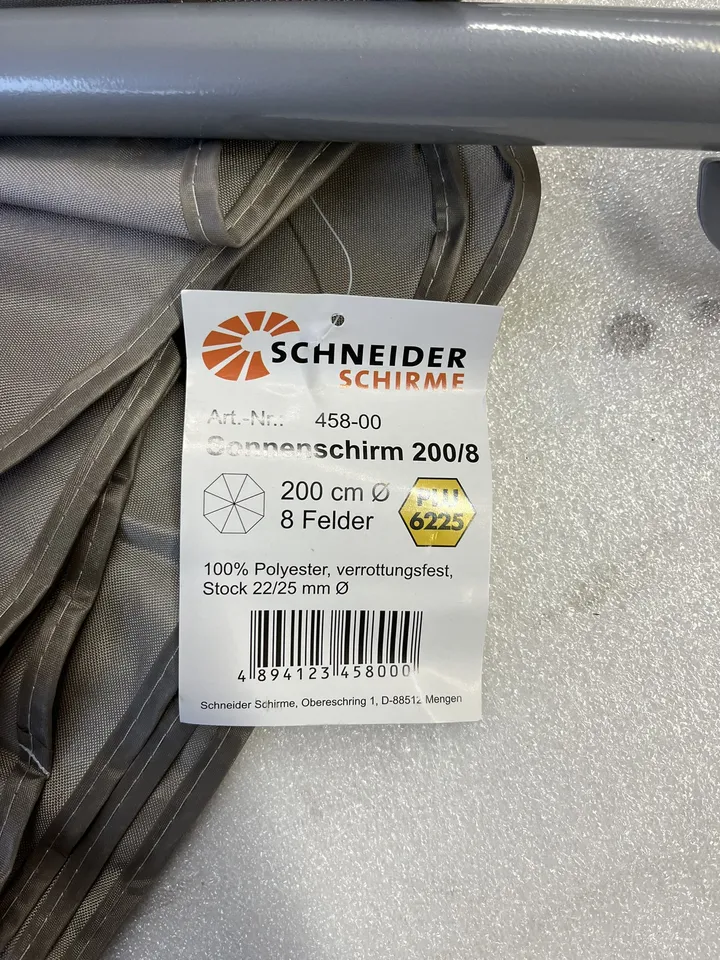 SCHNEIDER
SCHIRME
Art.-Nr.: 458-00
Sonnenschirm 200/8
200 cm Ø
8 Felder
PLU
6225
100% Polyester, verrottungsfest,
Stock 22/25 mm Ø
4 894123 458000
Schneider Schirme, Obereschring 1, D-88512 Mengen